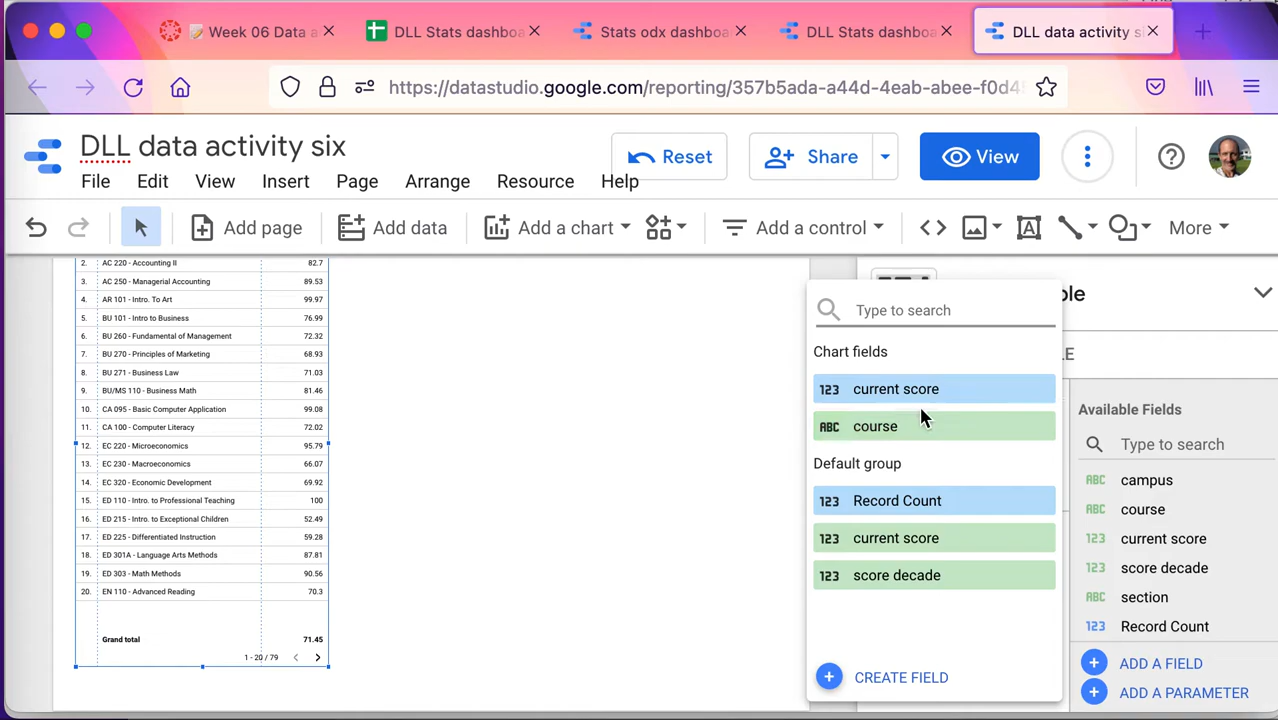 Week 06 Data a
DLL Stats dashboa
Stats odx dashboa
DLL Stats dashboa
DLL data activity si
https://datastudio.google.com/reporting/357b5ada-a44d-4eab-abee-f0d45
DLL data activity six
Reset
Share
View
File Edit View Insert Page Arrange Resource Help
Add page
Add data
Add a chart
Add a control
More
2. AC 220 - Accounting II 82.7
3. AC 250 - Managerial Accounting 89.53
4. AR 101 - Intro. To Art 99.97
5. BU 101 - Intro to Business 76.99
6. BU 260 - Fundamental of Management 72.32
7. BU 270 - Principles of Marketing 68.93
8. BU 271 - Business Law 71.03
9. BU/MS 110 - Business Math 81.46
10. CA 095 - Basic Computer Application 99.08
11. CA 100 - Computer Literacy 72.02
12. EC 220 - Microeconomics 95.79
13. EC 230 - Macroeconomics 66.07
14. EC 320 - Economic Development 69.92
15. ED 110 - Intro. to Professional Teaching 100
16. ED 215 - Intro. to Exceptional Children 52.49
17. ED 225 - Differentiated Instruction 59.28
18. ED 301A - Language Arts Methods 87.81
19. ED 303 - Math Methods 90.56
20. EN 110 - Advanced Reading 70.3
Grand total 71.45
1 - 20 / 79
Type to search
Chart fields
123 current score
ABC course
Default group
123 Record Count
123 current score
123 score decade
CREATE FIELD
ble
LE
Available Fields
Type to search
ABC campus
ABC course
123 current score
123 score decade
ABC section
123 Record Count
ADD A FIELD
ADD A PARAMETER